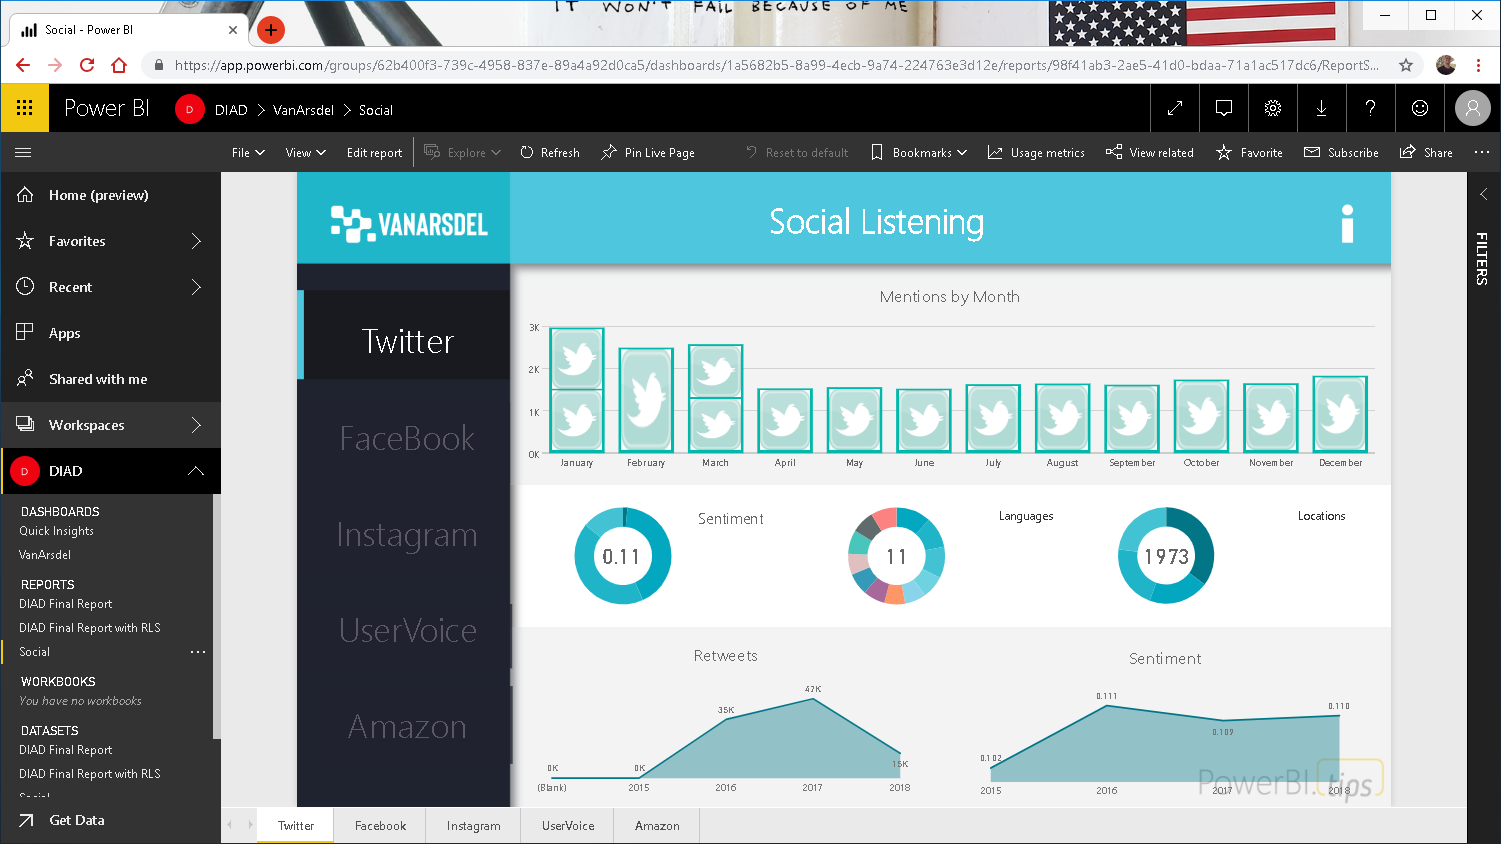 IT WON'T FAIL BECAUSE OF ME
Social - Power BI
https://app.powerbi.com/groups/62b400f3-739c-4958-837e-89a4a92d0ca5/dashboards/1a5682b5-8a99-4ecb-9a74-224763e3d12e/reports/98f41ab3-2ae5-41d0-bdaa-71a1ac517dc6/ReportS...
Power BI D DIAD > VanArsdel > Social ?
File View Edit report Explore Refresh Pin Live Page Reset to default Bookmarks Usage metrics View related Favorite Subscribe Share ...
Home (preview)
Favorites
Recent
Apps
Shared with me
Workspaces
D DIAD
DASHBOARDS
Quick Insights
VanArsdel
REPORTS
DIAD Final Report
DIAD Final Report with RLS
Social ...
WORKBOOKS
You have no workbooks
DATASETS
DIAD Final Report
DIAD Final Report with RLS
Social
Get Data
VANARSDEL
Social Listening
i
Twitter
FaceBook
Instagram
UserVoice
Amazon
Mentions by Month
3K
2K
1K
0K
January February March April May June July August September October November December
Sentiment
0.11
Languages
11
Locations
1973
Retweets
0K 0K 35K 47K 15K
(Blank) 2015 2016 2017 2018
Sentiment
0.102 0.111 0.109 0.110
2015 2016 2017 2018
PowerBI.tips
FILTERS
Twitter Facebook Instagram UserVoice Amazon